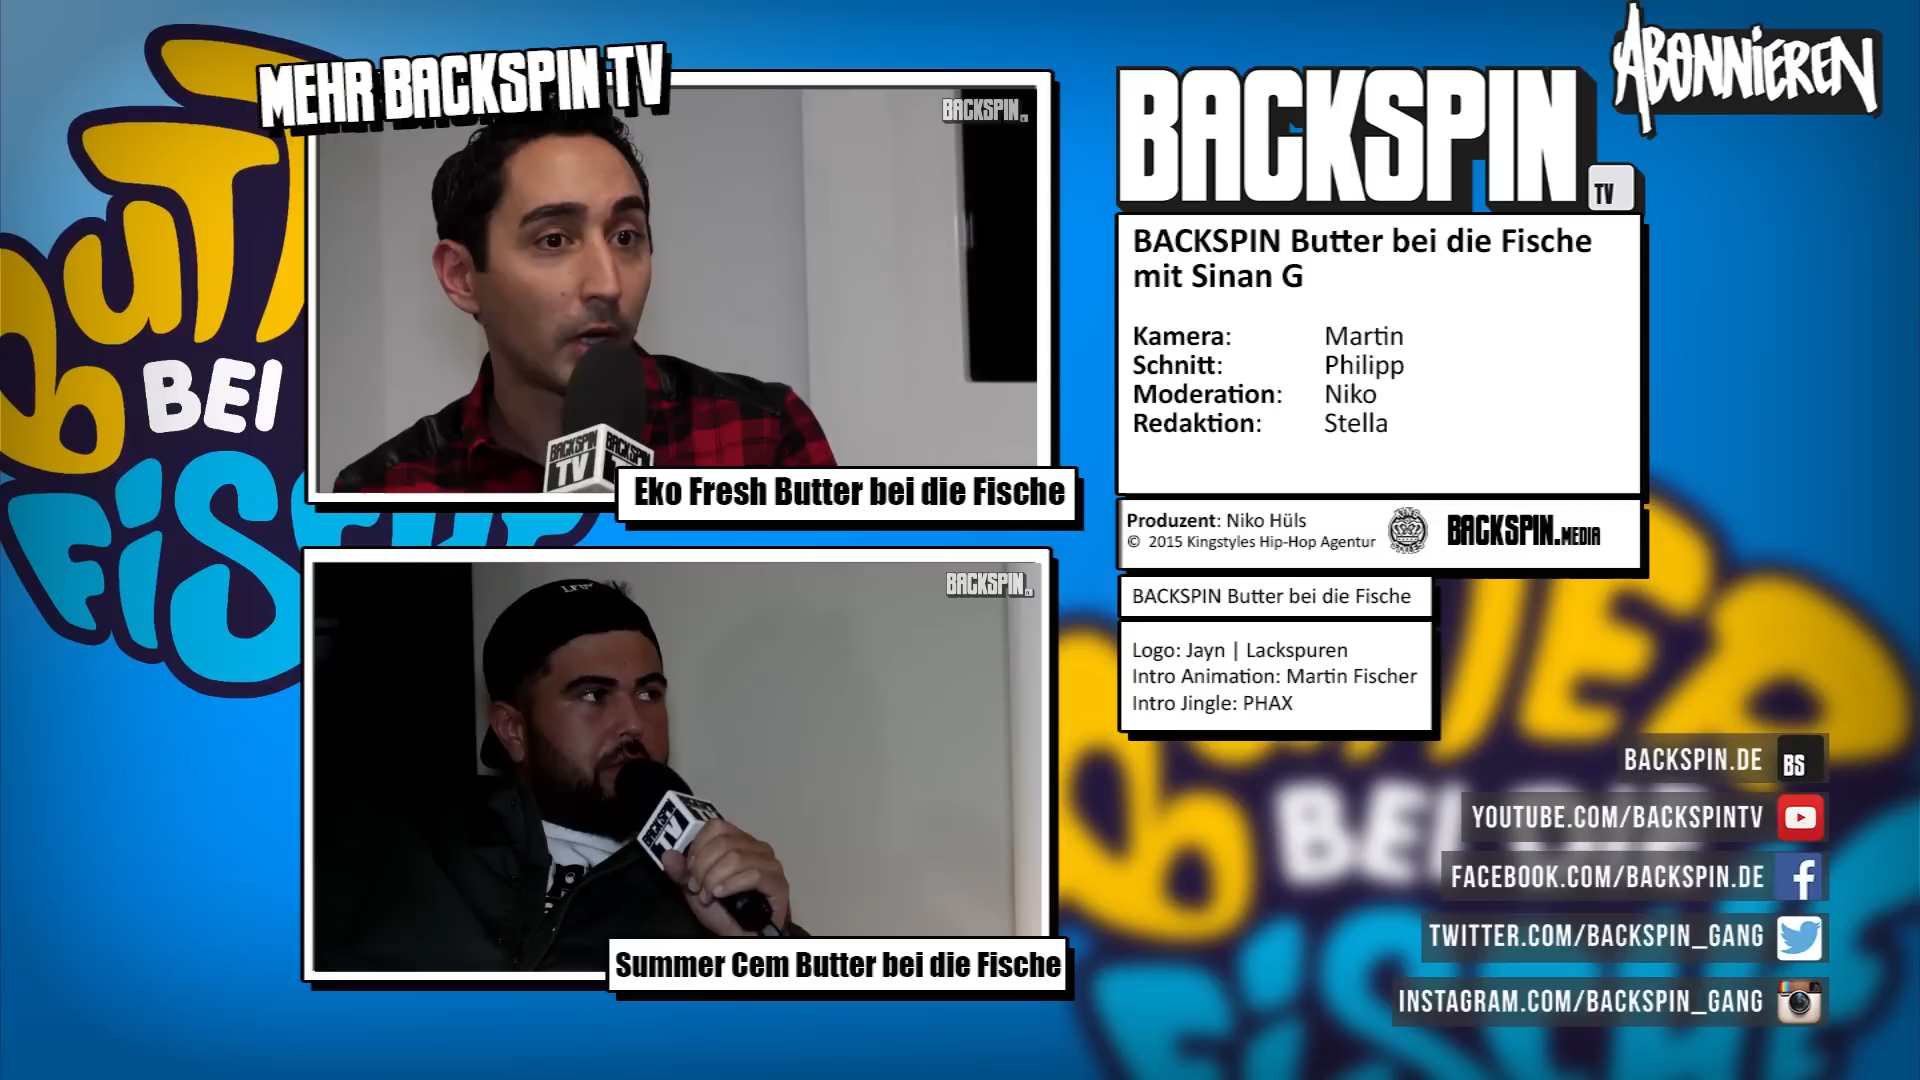 MEHR BACKSPIN TV
BACKSPIN.
BACKSPIN TV
Eko Fresh Butter bei die Fische
BACKSPIN.
BACKSPIN TV
Summer Cem Butter bei die Fische
BEI
ABONNIEREN
BACKSPIN
TV
BACKSPIN Butter bei die Fische
mit Sinan G
Kamera: Martin
Schnitt: Philipp
Moderation: Niko
Redaktion: Stella
Produzent: Niko Hüls
© 2015 Kingstyles Hip-Hop Agentur
BACKSPIN.MEDIA
BACKSPIN Butter bei die Fische
Logo: Jayn | Lackspuren
Intro Animation: Martin Fischer
Intro Jingle: PHAX
BACKSPIN.DE BS
YOUTUBE.COM/BACKSPINTV
FACEBOOK.COM/BACKSPIN.DE
TWITTER.COM/BACKSPIN_GANG
INSTAGRAM.COM/BACKSPIN_GANG